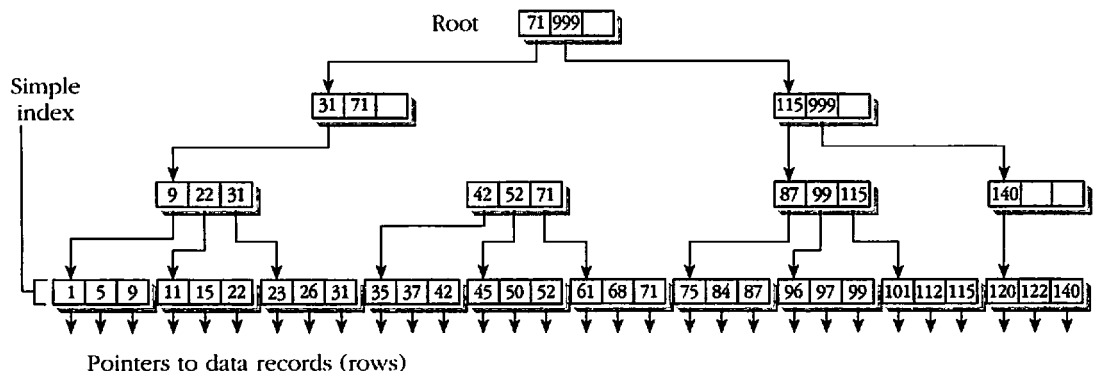 Root
71 999
Simple
index
31 71
115 999
9 22 31
42 52 71
87 99 115
140
1 5 9
11 15 22
23 26 31
35 37 42
45 50 52
61 68 71
75 84 87
96 97 99
101 112 115
120 122 140
Pointers to data records (rows)